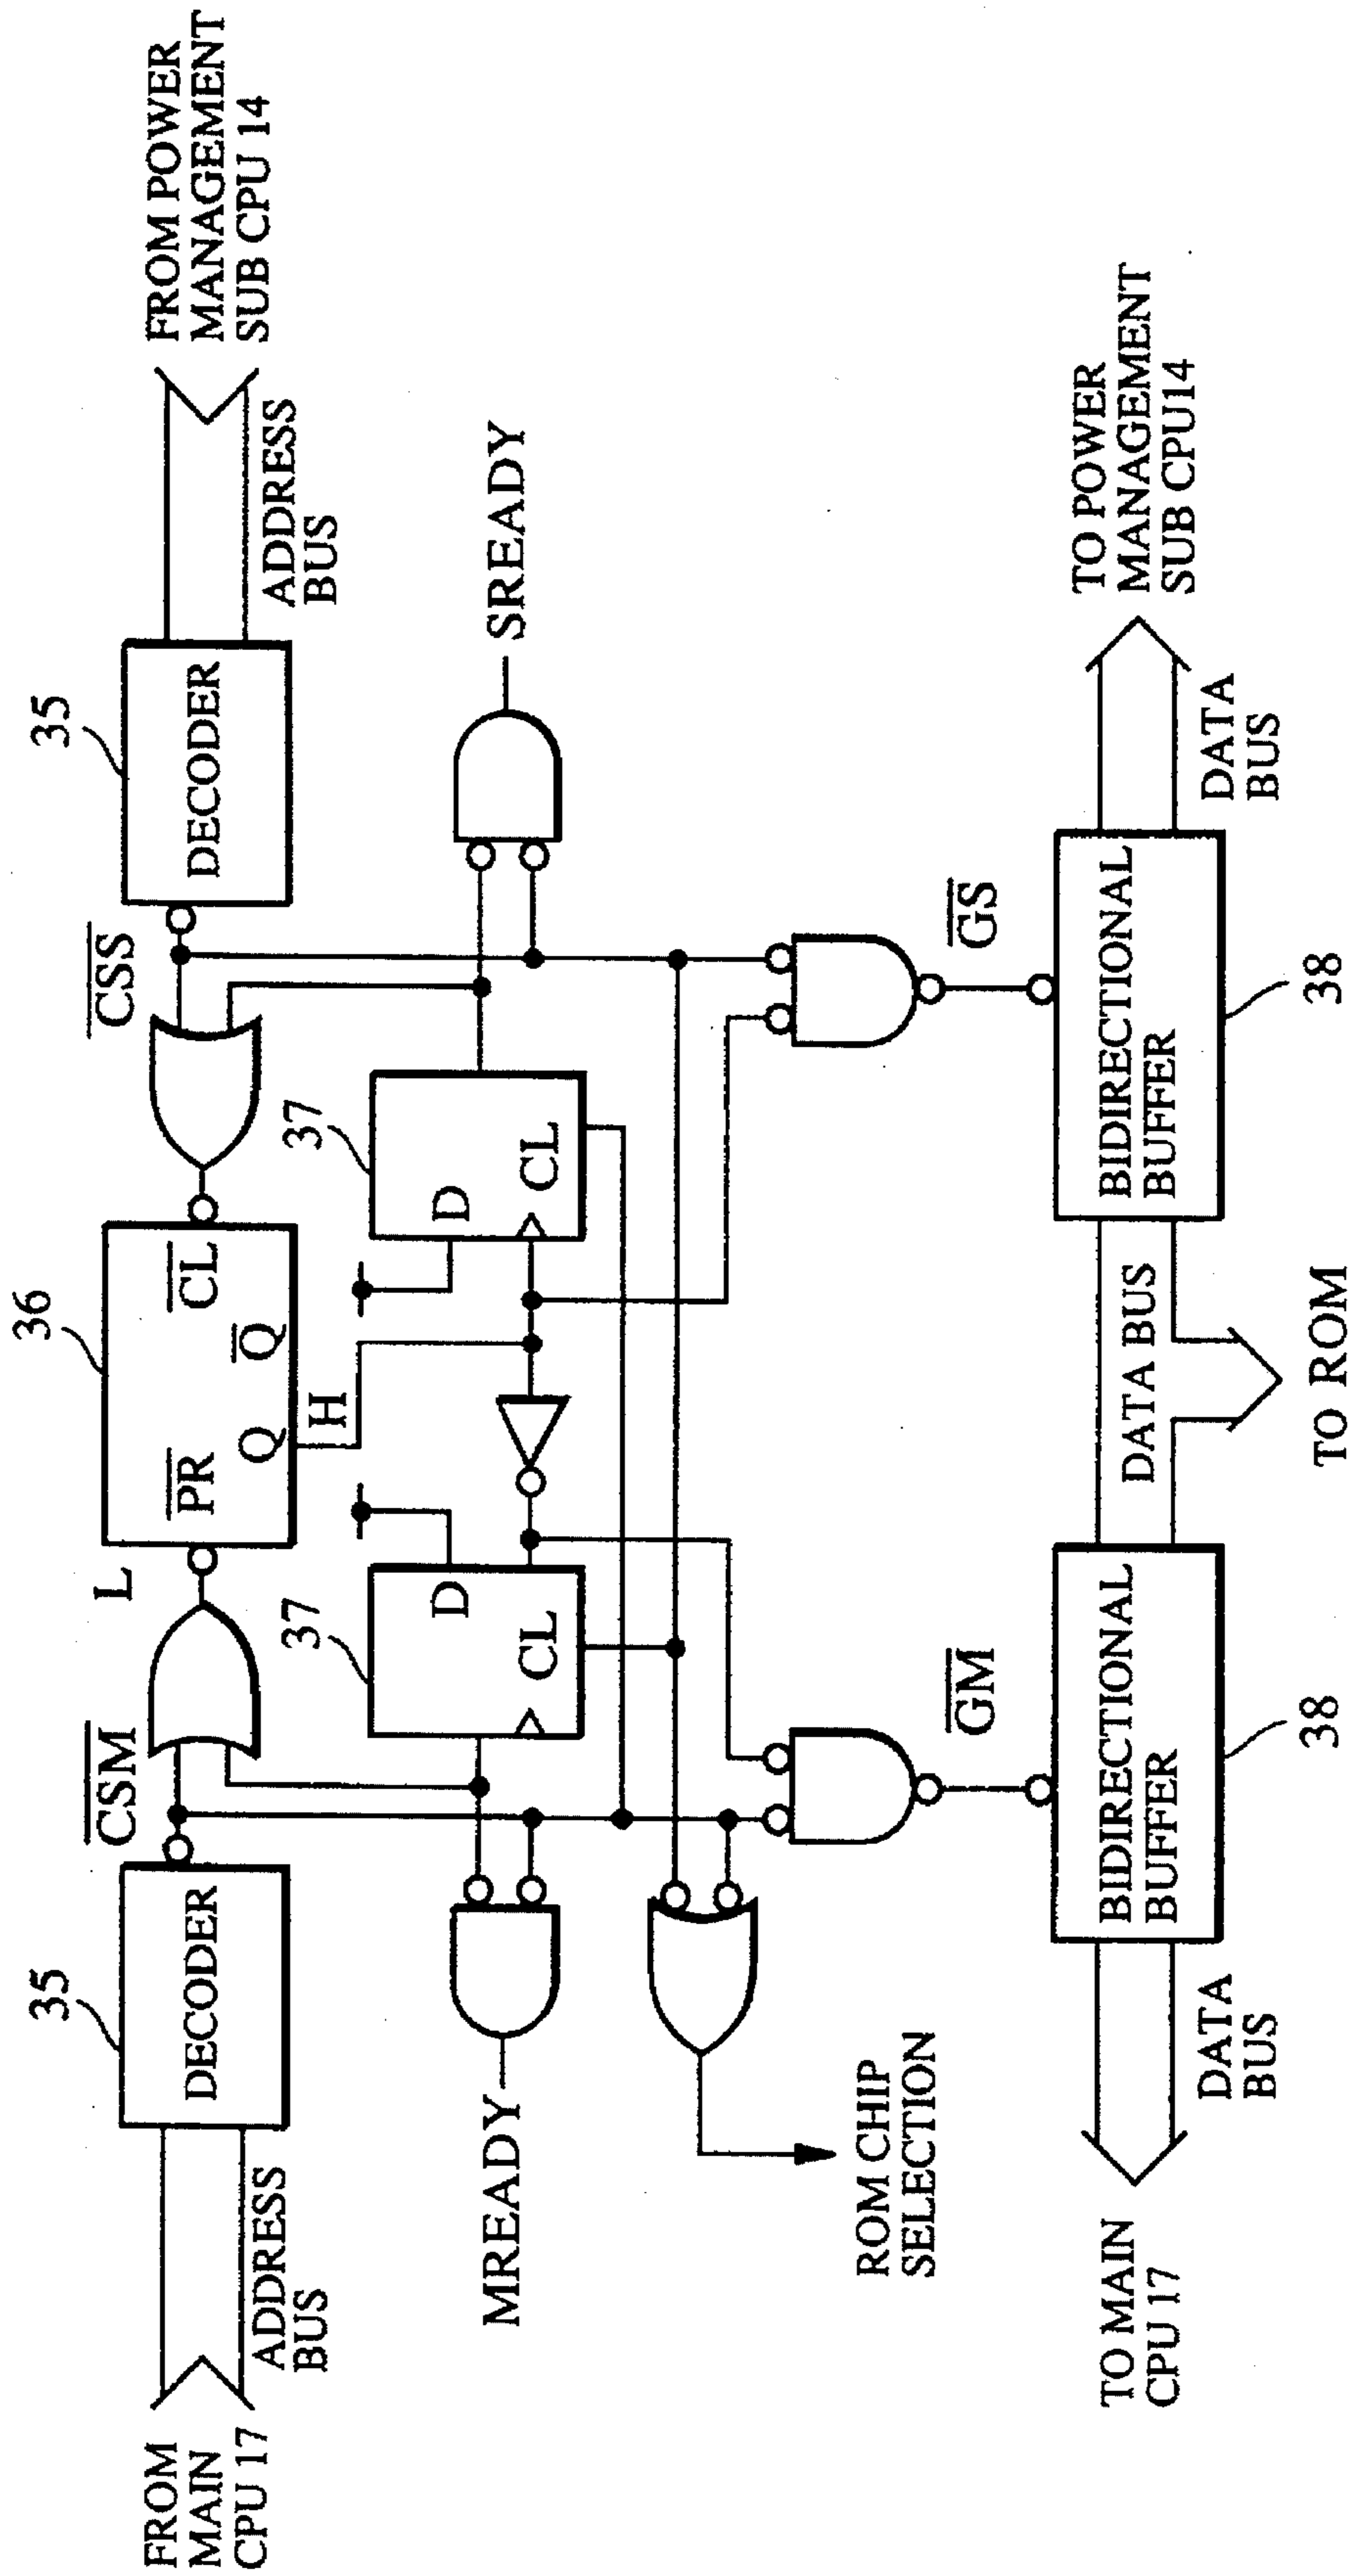 FROM
MAIN
CPU 17
ADDRESS
BUS
35
DECODER
CSM
L
36
PR
CL
Q
Q
H
CSS
35
DECODER
ADDRESS
BUS
FROM POWER
MANAGEMENT
SUB CPU 14
MREADY
37
D
CL
37
D
CL
SREADY
ROM CHIP
SELECTION
GM
GS
TO MAIN
CPU 17
DATA
BUS
BIDIRECTIONAL
BUFFER
38
DATA BUS
TO ROM
BIDIRECTIONAL
BUFFER
38
DATA
BUS
TO POWER
MANAGEMENT
SUB CPU14